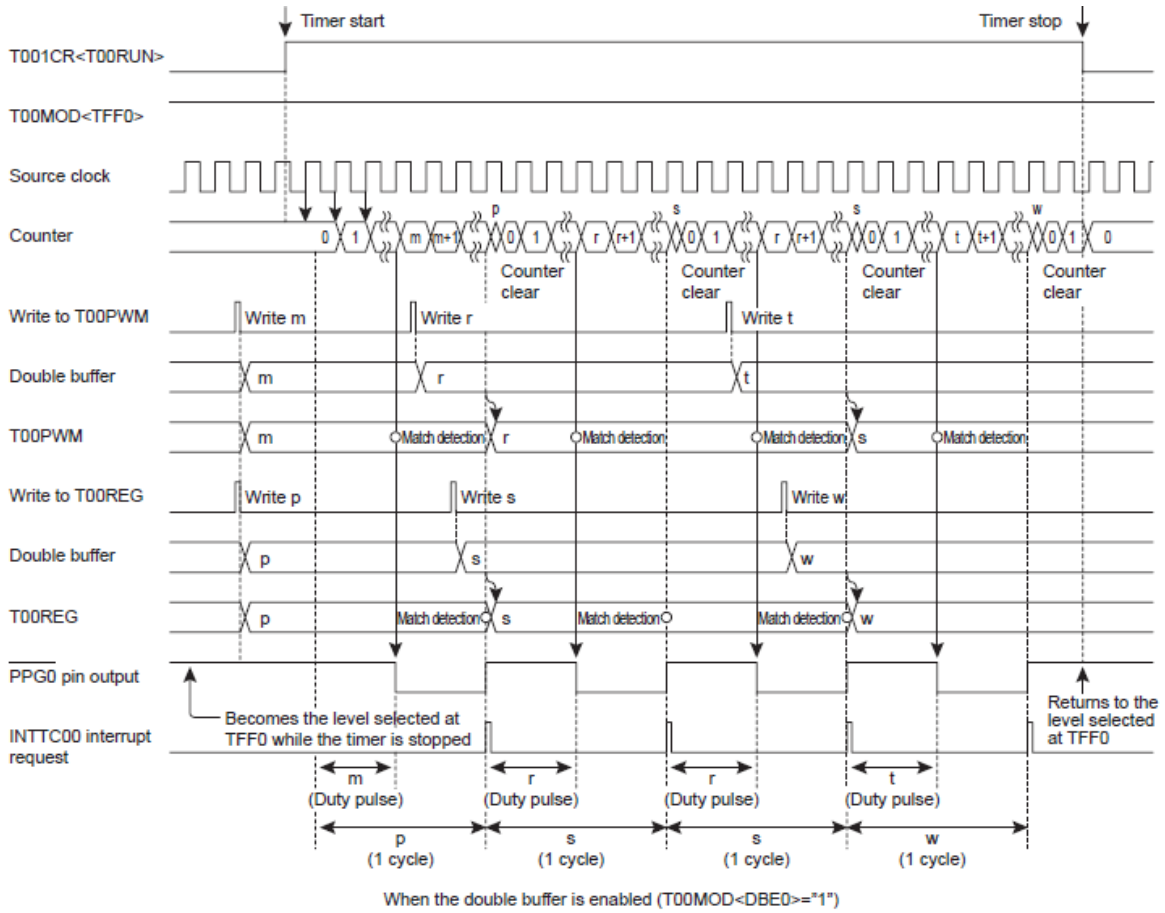 Timer start
Timer stop
T001CR<T00RUN>
T00MOD<TFF0>
Source clock
p s s w
Counter 0 1 m m+1 0 1 r r+1 0 1 r r+1 0 1 t t+1 0 1 0
Counter clear Counter clear Counter clear Counter clear
Write to T00PWM Write m Write r Write t
Double buffer m r t
T00PWM m Match detection r Match detection Match detection s Match detection
Write to T00REG Write p Write s Write w
Double buffer p s w
T00REG p Match detection s Match detection Match detection w
PPG0 pin output
Becomes the level selected at
TFF0 while the timer is stopped
Returns to the
level selected
at TFF0
INTTC00 interrupt
request
m r r t
(Duty pulse) (Duty pulse) (Duty pulse) (Duty pulse)
p s s w
(1 cycle) (1 cycle) (1 cycle) (1 cycle)
When the double buffer is enabled (T00MOD<DBE0>="1")